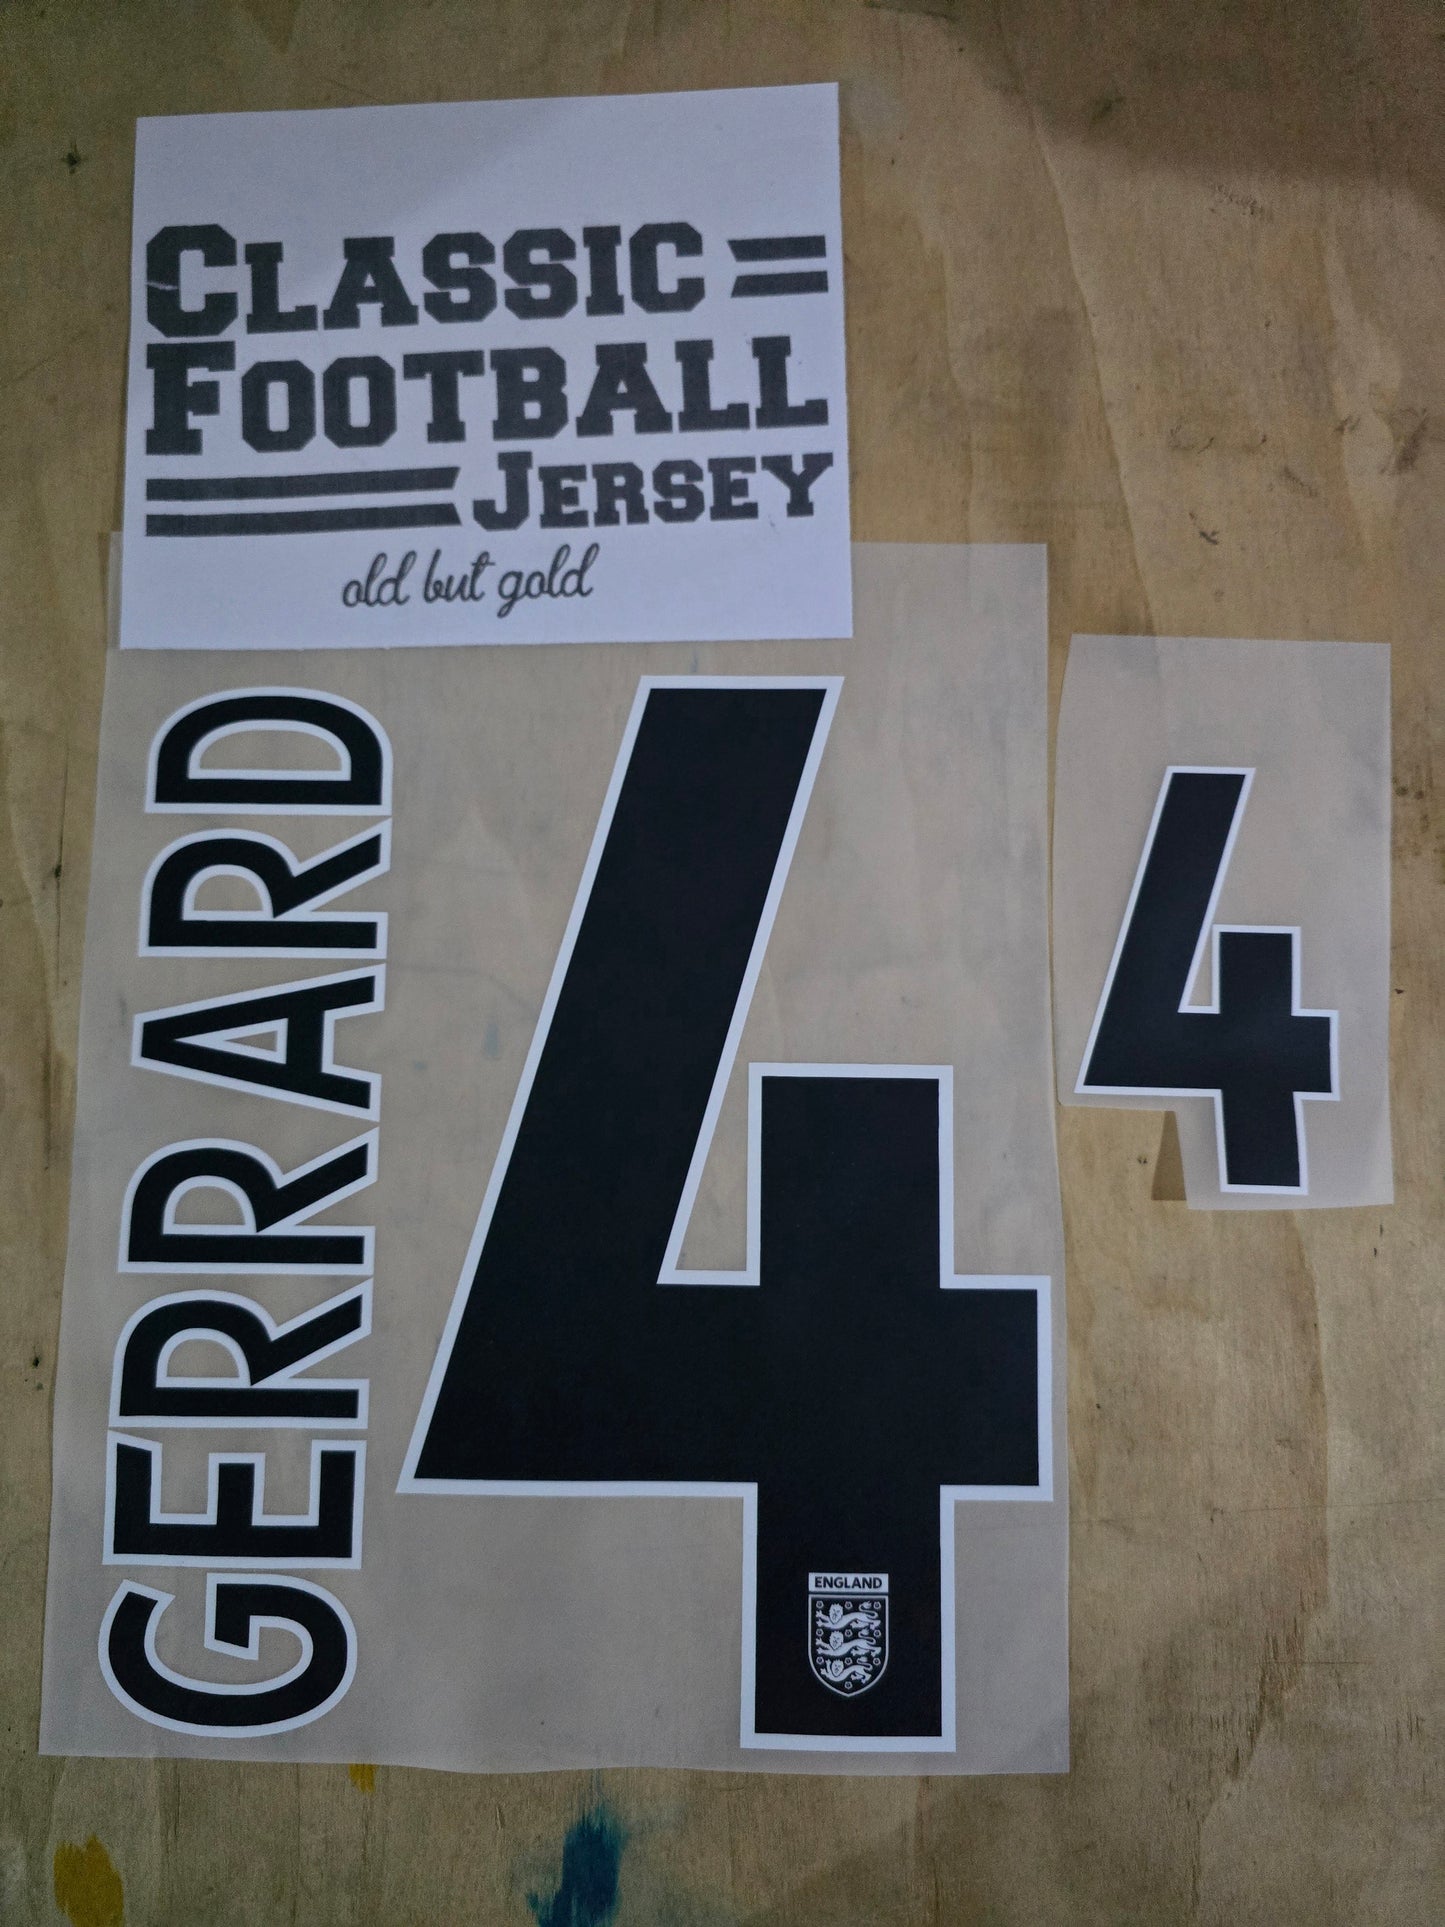 CLASSIC
FOOTBALL
JERSEY
old but gold
GERRARD
4
4
ENGLAND